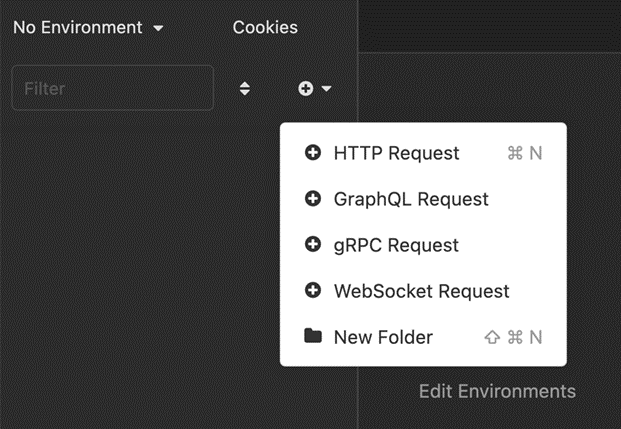 No Environment Cookies
Filter
HTTP Request ⌘ N
GraphQL Request
gRPC Request
WebSocket Request
New Folder ⇧ ⌘ N
Edit Environments